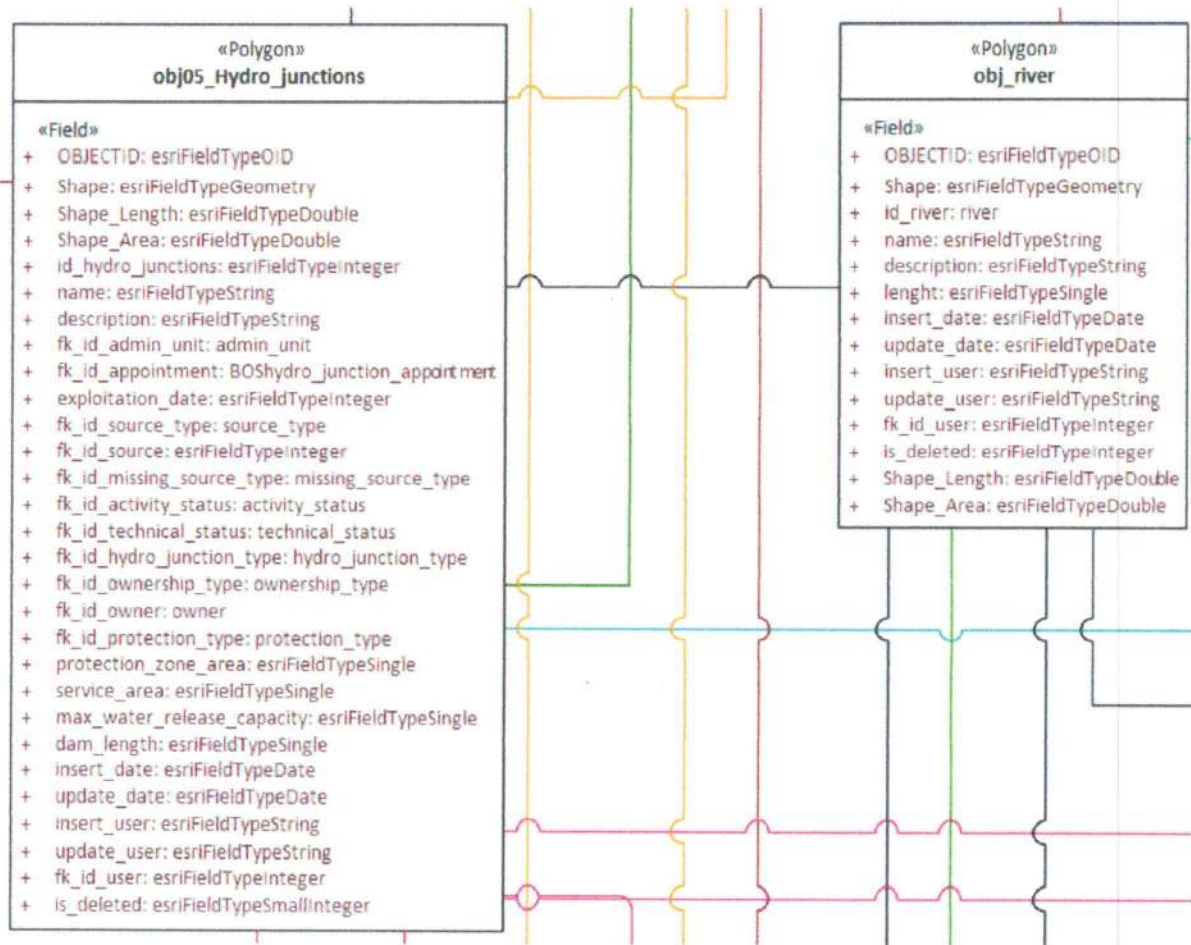 «Polygon»
obj05_Hydro_junctions
«Field»
+ OBJECTID: esriFieldTypeOID
+ Shape: esriFieldTypeGeometry
+ Shape_Length: esriFieldTypeDouble
+ Shape_Area: esriFieldTypeDouble
+ id_hydro_junctions: esriFieldTypeInteger
+ name: esriFieldTypeString
+ description: esriFieldTypeString
+ fk_id_admin_unit: admin_unit
+ fk_id_appointment: BOShydro_junction_appointment
+ exploitation_date: esriFieldTypeInteger
+ fk_id_source_type: source_type
+ fk_id_source: esriFieldTypeInteger
+ fk_id_missing_source_type: missing_source_type
+ fk_id_activity_status: activity_status
+ fk_id_technical_status: technical_status
+ fk_id_hydro_junction_type: hydro_junction_type
+ fk_id_ownership_type: ownership_type
+ fk_id_owner: owner
+ fk_id_protection_type: protection_type
+ protection_zone_area: esriFieldTypeSingle
+ service_area: esriFieldTypeSingle
+ max_water_release_capacity: esriFieldTypeSingle
+ dam_length: esriFieldTypeSingle
+ insert_date: esriFieldTypeDate
+ update_date: esriFieldTypeDate
+ insert_user: esriFieldTypeString
+ update_user: esriFieldTypeString
+ fk_id_user: esriFieldTypeInteger
+ is_deleted: esriFieldTypeSmallInteger
«Polygon»
obj_river
«Field»
+ OBJECTID: esriFieldTypeOID
+ Shape: esriFieldTypeGeometry
+ id_river: river
+ name: esriFieldTypeString
+ description: esriFieldTypeString
+ lenght: esriFieldTypeSingle
+ insert_date: esriFieldTypeDate
+ update_date: esriFieldTypeDate
+ insert_user: esriFieldTypeString
+ update_user: esriFieldTypeString
+ fk_id_user: esriFieldTypeInteger
+ is_deleted: esriFieldTypeInteger
+ Shape_Length: esriFieldTypeDouble
+ Shape_Area: esriFieldTypeDouble